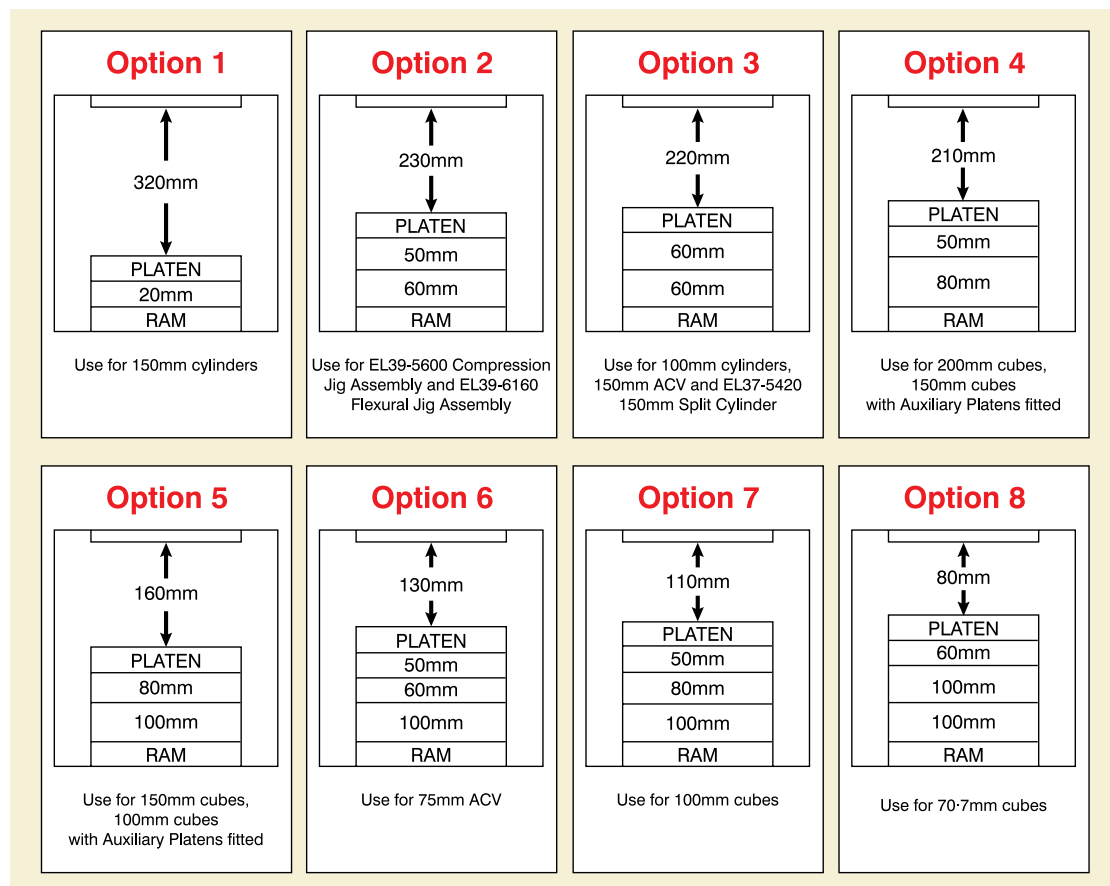 Option 1
320mm
PLATEN
20mm
RAM
Use for 150mm cylinders
Option 2
230mm
PLATEN
50mm
60mm
RAM
Use for EL39-5600 Compression
Jig Assembly and EL39-6160
Flexural Jig Assembly
Option 3
220mm
PLATEN
60mm
60mm
RAM
Use for 100mm cylinders,
150mm ACV and EL37-5420
150mm Split Cylinder
Option 4
210mm
PLATEN
50mm
80mm
RAM
Use for 200mm cubes,
150mm cubes
with Auxiliary Platens fitted
Option 5
160mm
PLATEN
80mm
100mm
RAM
Use for 150mm cubes,
100mm cubes
with Auxiliary Platens fitted
Option 6
130mm
PLATEN
50mm
60mm
100mm
RAM
Use for 75mm ACV
Option 7
110mm
PLATEN
50mm
80mm
100mm
RAM
Use for 100mm cubes
Option 8
80mm
PLATEN
60mm
100mm
100mm
RAM
Use for 70·7mm cubes